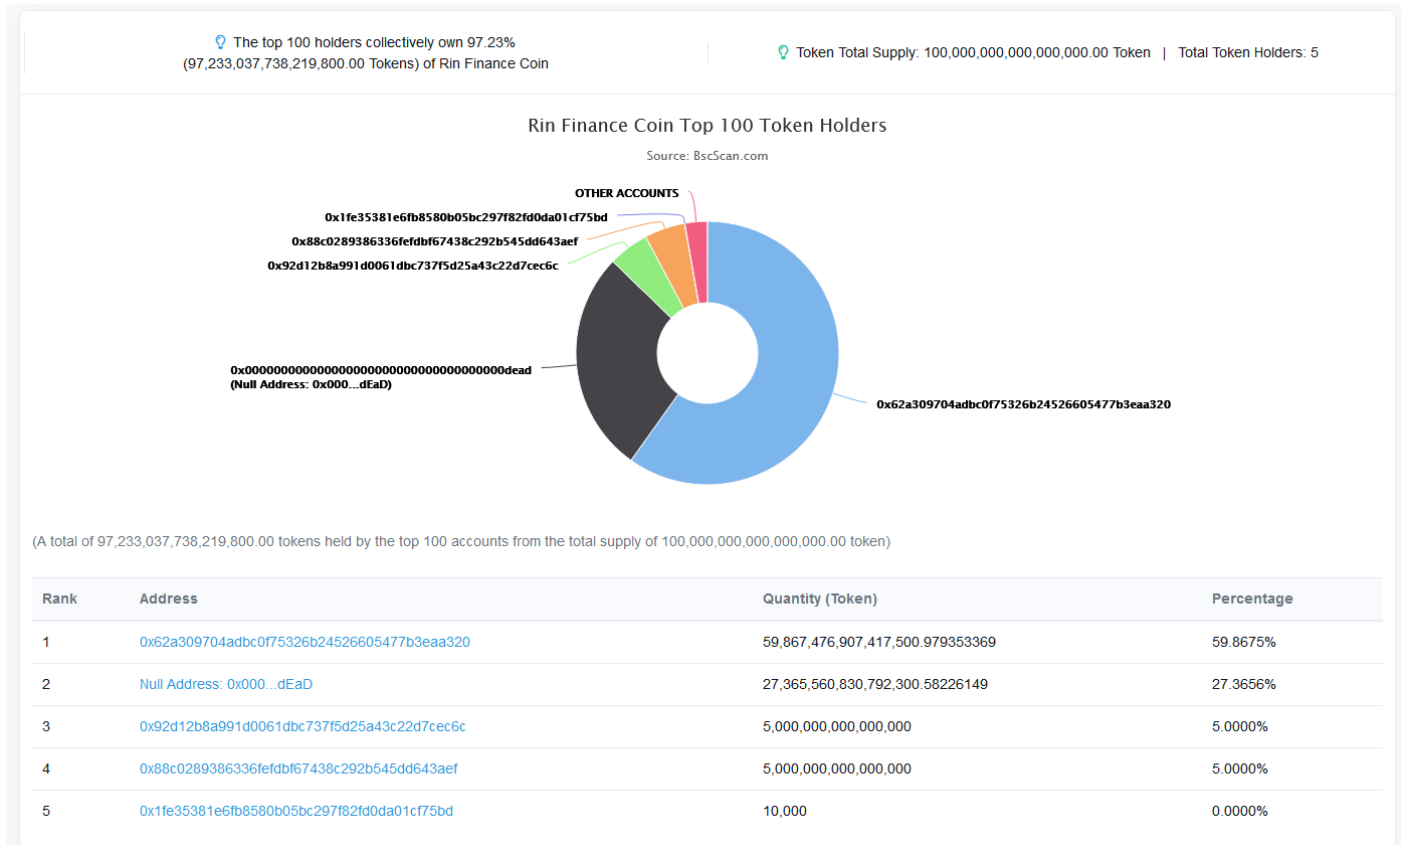 The top 100 holders collectively own 97.23%
(97,233,037,738,219,800.00 Tokens) of Rin Finance Coin
Token Total Supply: 100,000,000,000,000,000.00 Token | Total Token Holders: 5
Rin Finance Coin Top 100 Token Holders
Source: BscScan.com
OTHER ACCOUNTS
0x1fe35381e6fb8580b05bc297f82fd0da01cf75bd
0x88c0289386336fefdbf67438c292b545dd643aef
0x92d12b8a991d0061dbc737f5d25a43c22d7cec6c
0x000000000000000000000000000000000000dead
(Null Address: 0x000...dEaD)
0x62a309704adbc0f75326b24526605477b3eaa320
(A total of 97,233,037,738,219,800.00 tokens held by the top 100 accounts from the total supply of 100,000,000,000,000,000.00 token)
Rank Address Quantity (Token) Percentage
1 0x62a309704adbc0f75326b24526605477b3eaa320 59,867,476,907,417,500.979353369 59.8675%
2 Null Address: 0x000...dEaD 27,365,560,830,792,300.58226149 27.3656%
3 0x92d12b8a991d0061dbc737f5d25a43c22d7cec6c 5,000,000,000,000,000 5.0000%
4 0x88c0289386336fefdbf67438c292b545dd643aef 5,000,000,000,000,000 5.0000%
5 0x1fe35381e6fb8580b05bc297f82fd0da01cf75bd 10,000 0.0000%